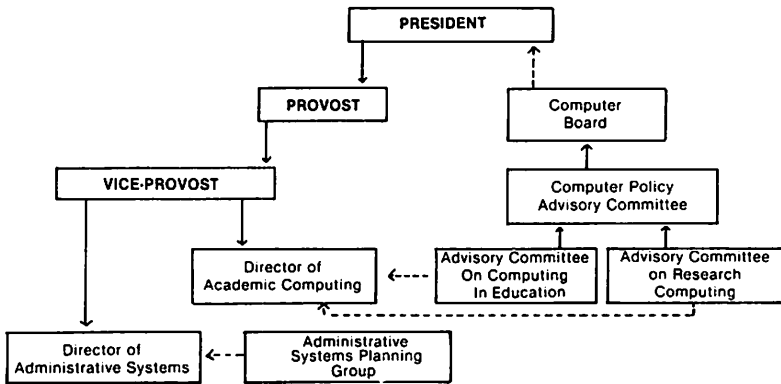 PRESIDENT
PROVOST
Computer
Board
VICE-PROVOST
Computer Policy
Advisory Committee
Director of
Academic Computing
Advisory Committee
On Computing
In Education
Advisory Committee
on Research
Computing
Director of
Administrative Systems
Administrative
Systems Planning
Group